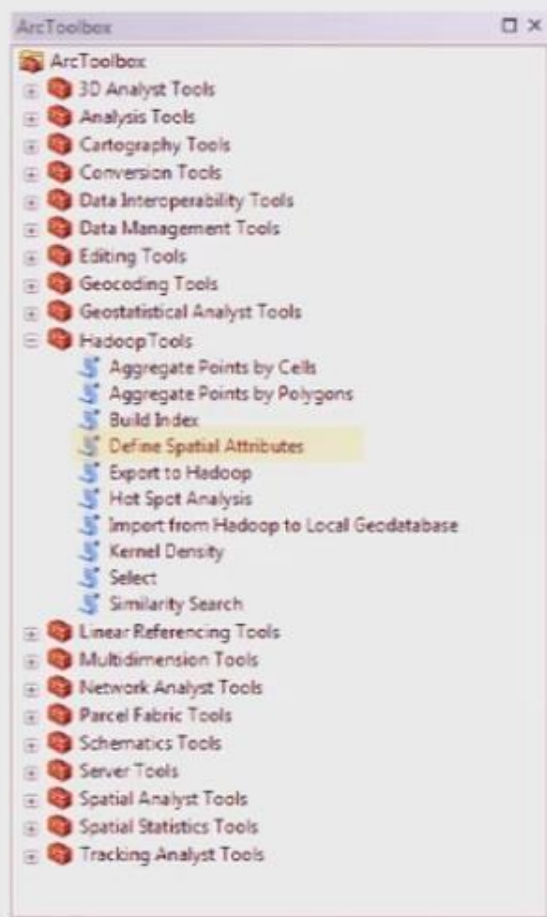 ArcToolbox
ArcToolbox
3D Analyst Tools
Analysis Tools
Cartography Tools
Conversion Tools
Data Interoperability Tools
Data Management Tools
Editing Tools
Geocoding Tools
Geostatistical Analyst Tools
Hadoop Tools
Aggregate Points by Cells
Aggregate Points by Polygons
Build Index
Define Spatial Attributes
Export to Hadoop
Hot Spot Analysis
Import from Hadoop to Local Geodatabase
Kernel Density
Select
Similarity Search
Linear Referencing Tools
Multidimension Tools
Network Analyst Tools
Parcel Fabric Tools
Schematics Tools
Server Tools
Spatial Analyst Tools
Spatial Statistics Tools
Tracking Analyst Tools